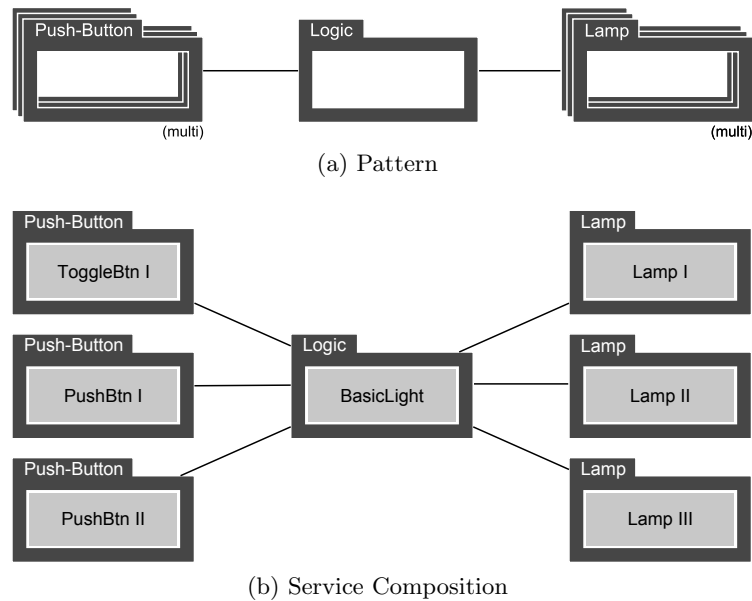 Push-Button
Logic
Lamp
(multi)
(multi)
(a) Pattern
Push-Button
ToggleBtn I
Lamp
Lamp I
Push-Button
PushBtn I
Logic
BasicLight
Lamp
Lamp II
Push-Button
PushBtn II
Lamp
Lamp III
(b) Service Composition